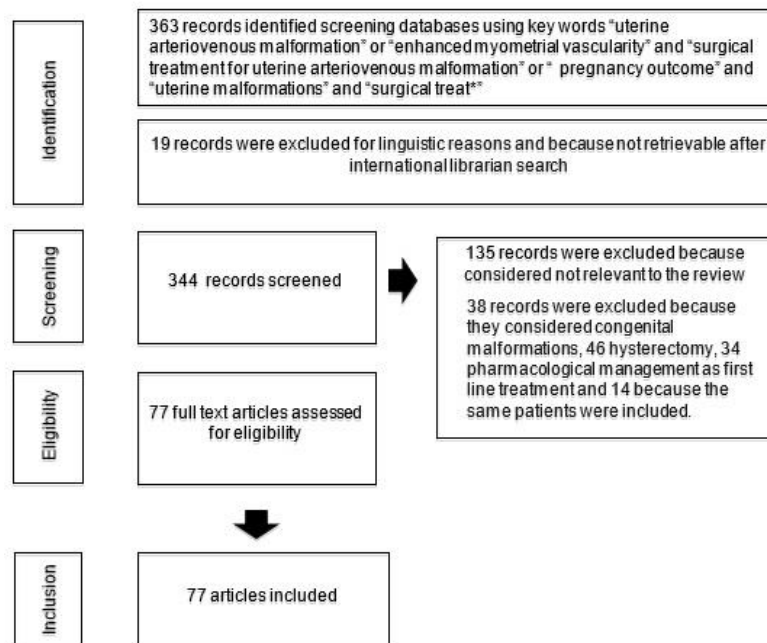 Identification
363 records identified screening databases using key words “uterine
arteriovenous malformation” or “enhanced myometrial vascularity” and “surgical
treatment for uterine arteriovenous malformation” or “ pregnancy outcome” and
“uterine malformations” and “surgical treat*”
19 records were excluded for linguistic reasons and because not retrievable after
international librarian search
Screening
344 records screened
135 records were excluded because
considered not relevant to the review
38 records were excluded because
they considered congenital
malformations, 46 hysterectomy, 34
pharmacological management as first
line treatment and 14 because the
same patients were included.
Eligibility
77 full text articles assessed
for eligibility
Inclusion
77 articles included